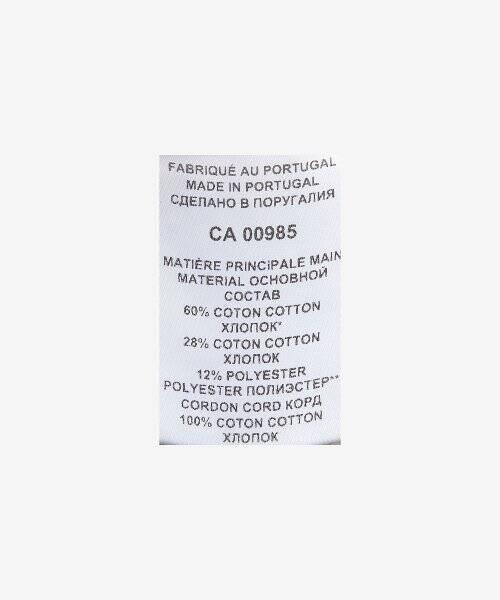 FABRIQUÉ AU PORTUGAL
MADE IN PORTUGAL
СДЕЛАНО В ПОРУГАЛИЯ
CA 00985
MATIÈRE PRINCiPALE MAIN
MATERIAL ОСНОВНОЙ
СОСТАВ
60% COTON COTTON
ХЛОПОК*
28% COTON COTTON
ХЛОПОК
12% POLYESTER
POLYESTER ПОЛИЭСТЕР**
CORDON CORD КОРД
100% COTON COTTON
ХЛОПОК